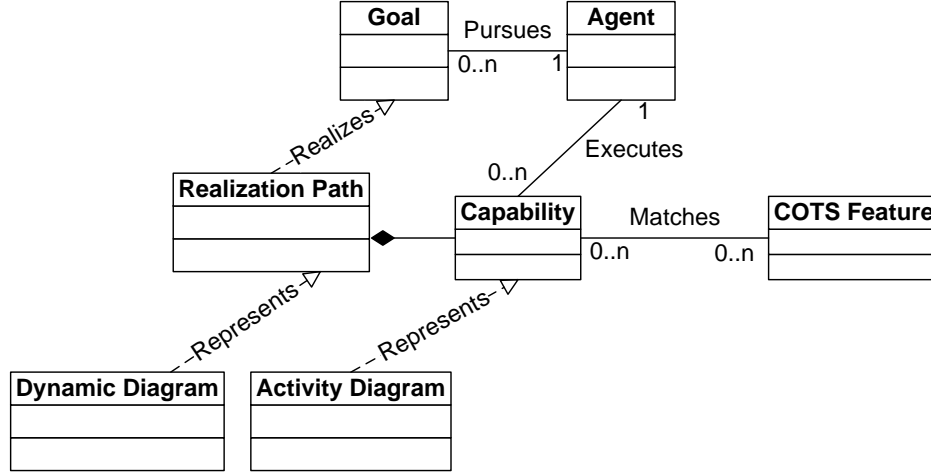 Goal
Agent
Pursues
0..n
1
Realizes
1
Executes
0..n
Realization Path
Capability
Matches
COTS Feature
0..n
0..n
Represents
Represents
Dynamic Diagram
Activity Diagram